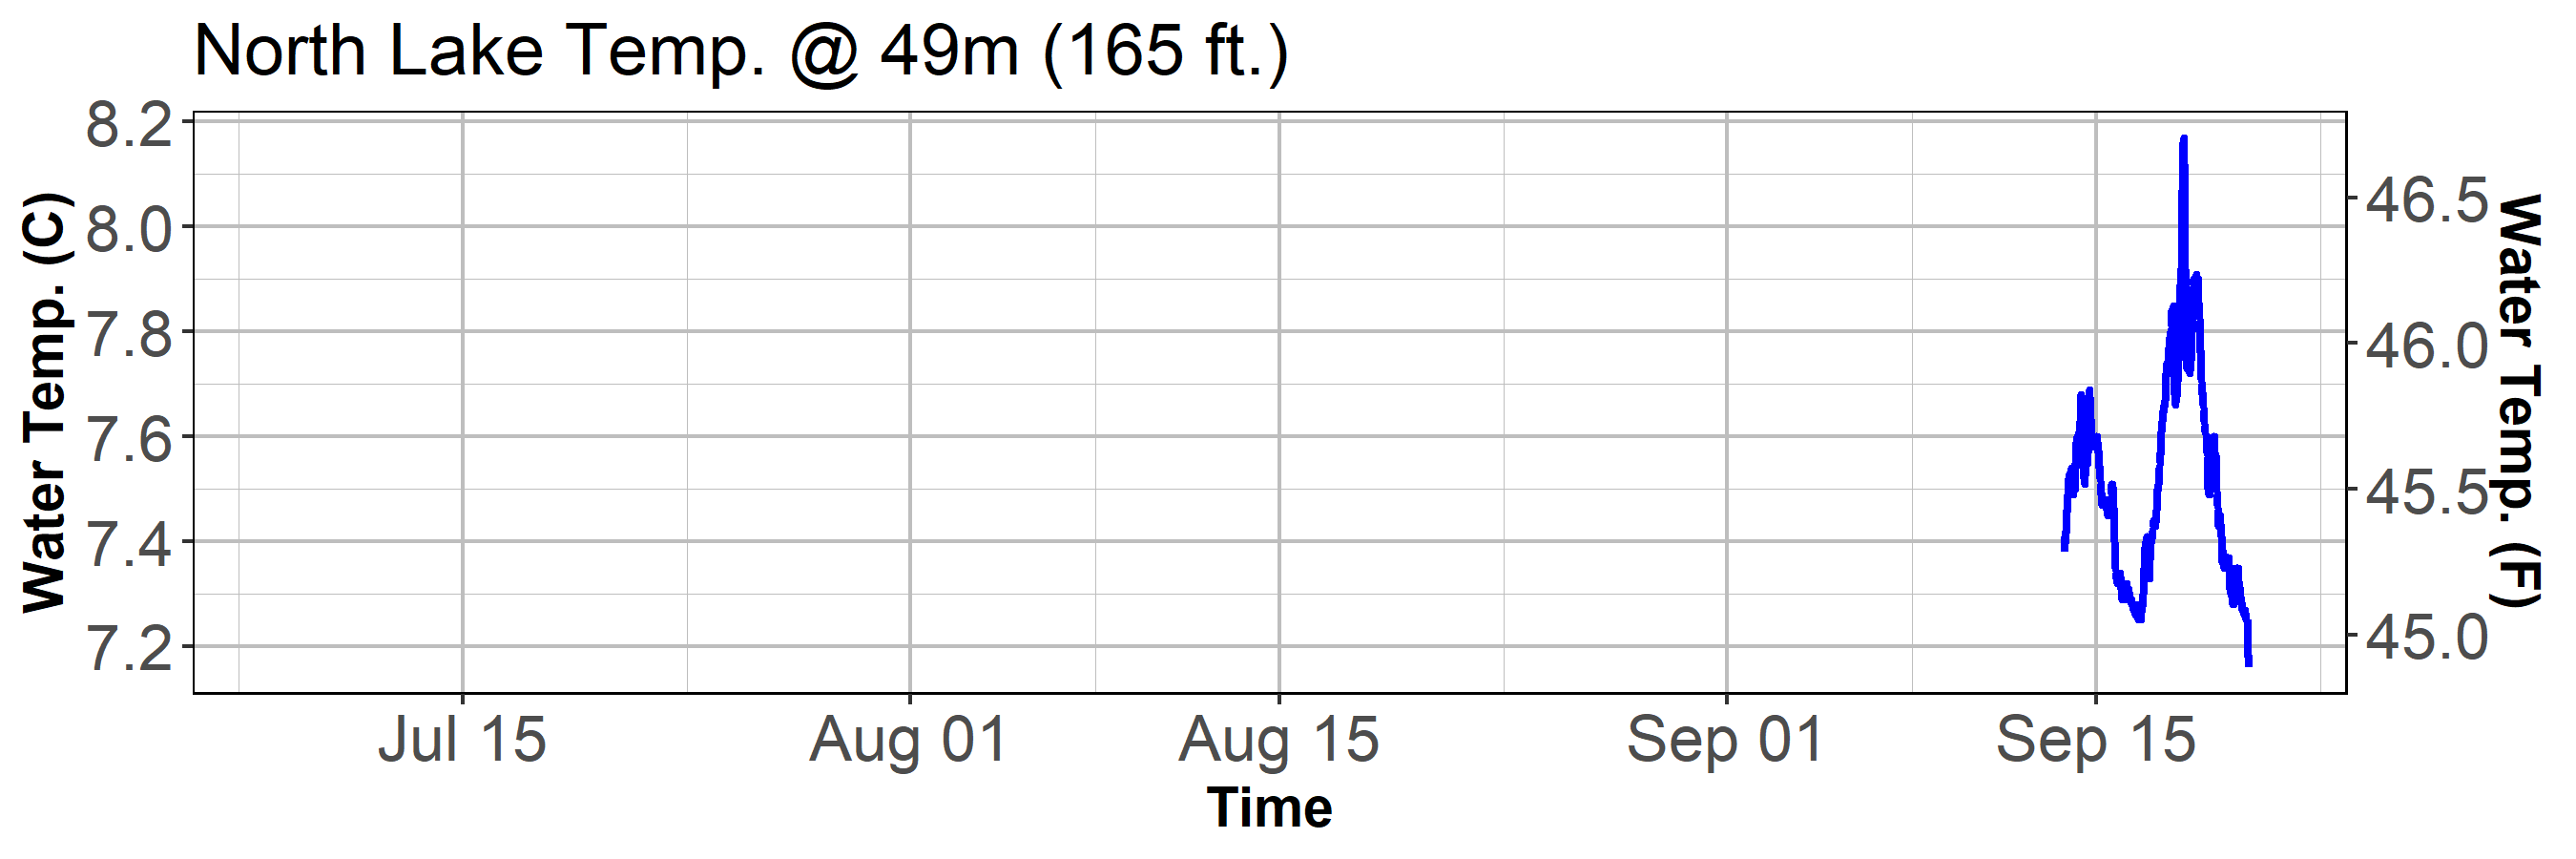 North Lake Temp. @ 49m (165 ft.)
Water Temp. (C)
8.2
8.0
7.8
7.6
7.4
7.2
46.5
46.0
45.5
45.0
Water Temp. (F)
Jul 15 Aug 01 Aug 15 Sep 01 Sep 15
Time